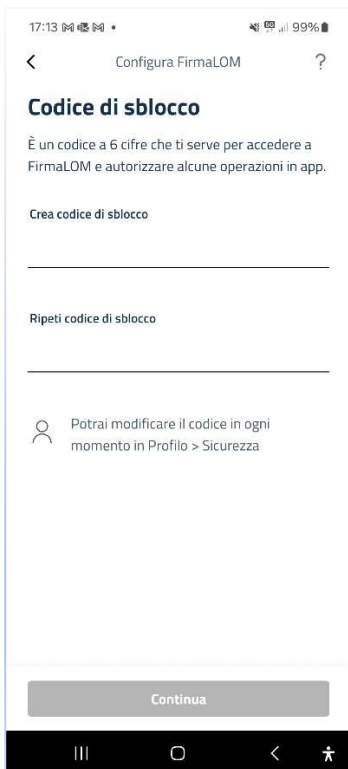 17:13
99%
Configura FirmaLOM
?
Codice di sblocco
È un codice a 6 cifre che ti serve per accedere a
FirmaLOM e autorizzare alcune operazioni in app.
Crea codice di sblocco
Ripeti codice di sblocco
Potrai modificare il codice in ogni
momento in Profilo > Sicurezza
Continua